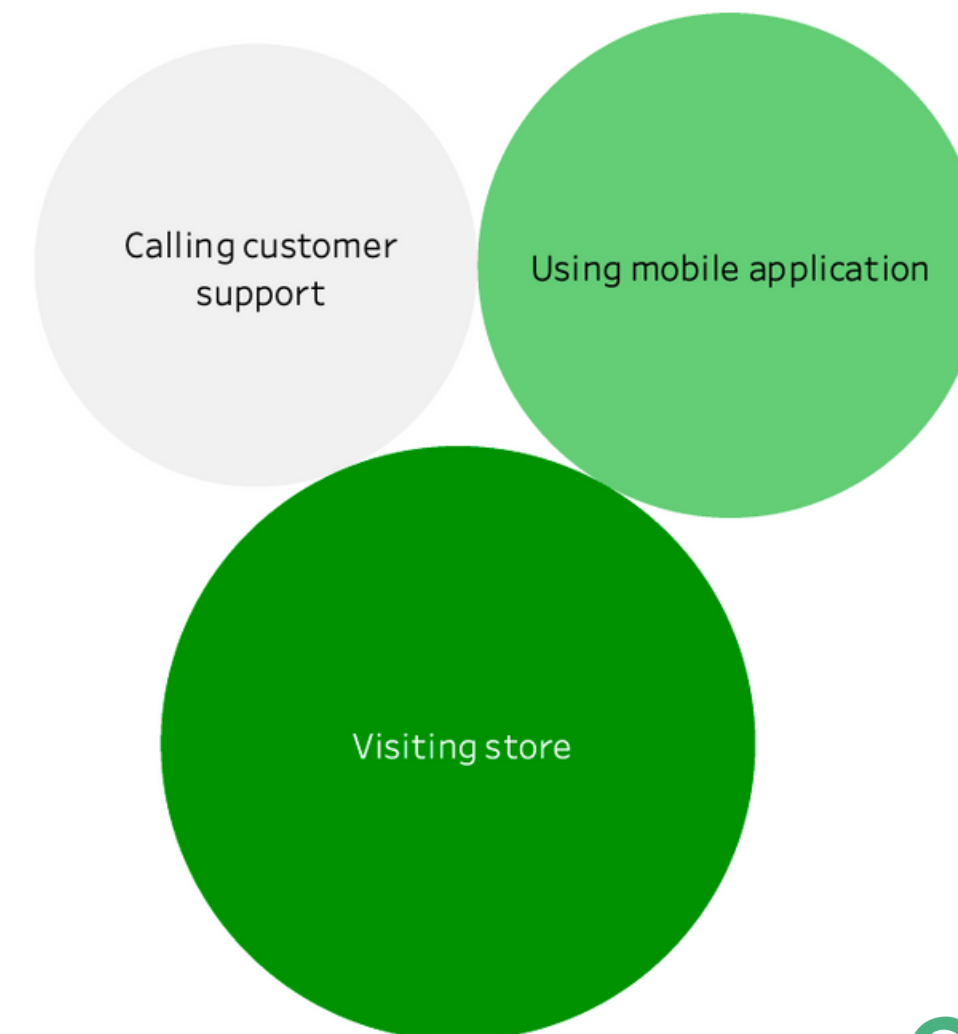 Calling customer
support
Using mobile application
Visiting store